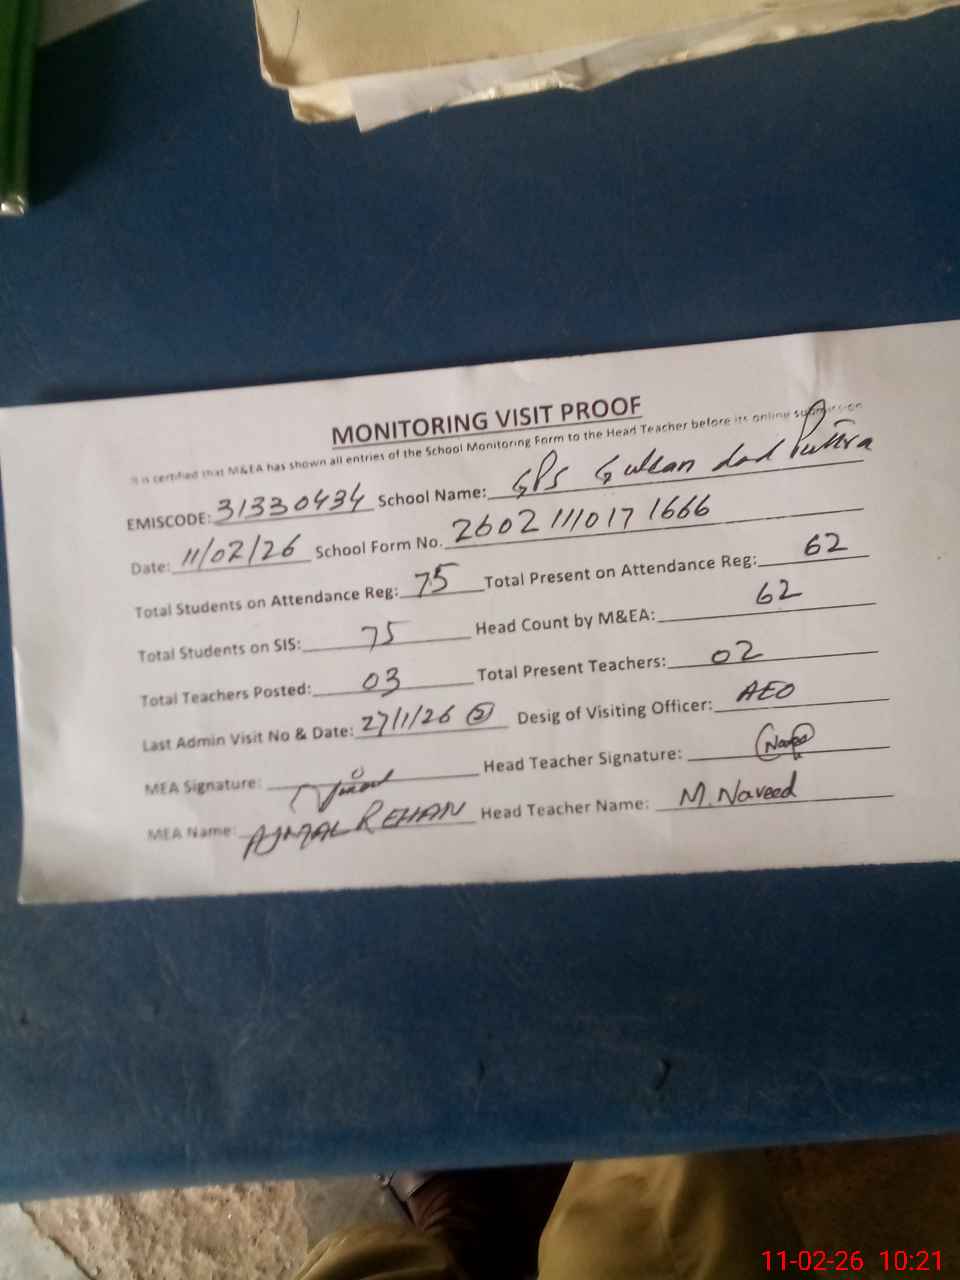 MONITORING VISIT PROOF
It is certified that M&EA has shown all entries of the School Monitoring Form to the Head Teacher before its online submission
EMISCODE: 31330434 School Name: GPS Gulkan dad
Date: 11/02/26 School Form No. 2602 111017 1666
Total Students on Attendance Reg: 75 Total Present on Attendance Reg: 62
Total Students on SIS: 75 Head Count by M&EA: 62
Total Teachers Posted: 03 Total Present Teachers: 02
Last Admin Visit No & Date: 27/1/26 (2) Desig of Visiting Officer: AEO
MEA Signature: Head Teacher Signature:
MEA Name: AJMAL REHAN Head Teacher Name: M. Naveed
11-02-26 10:21